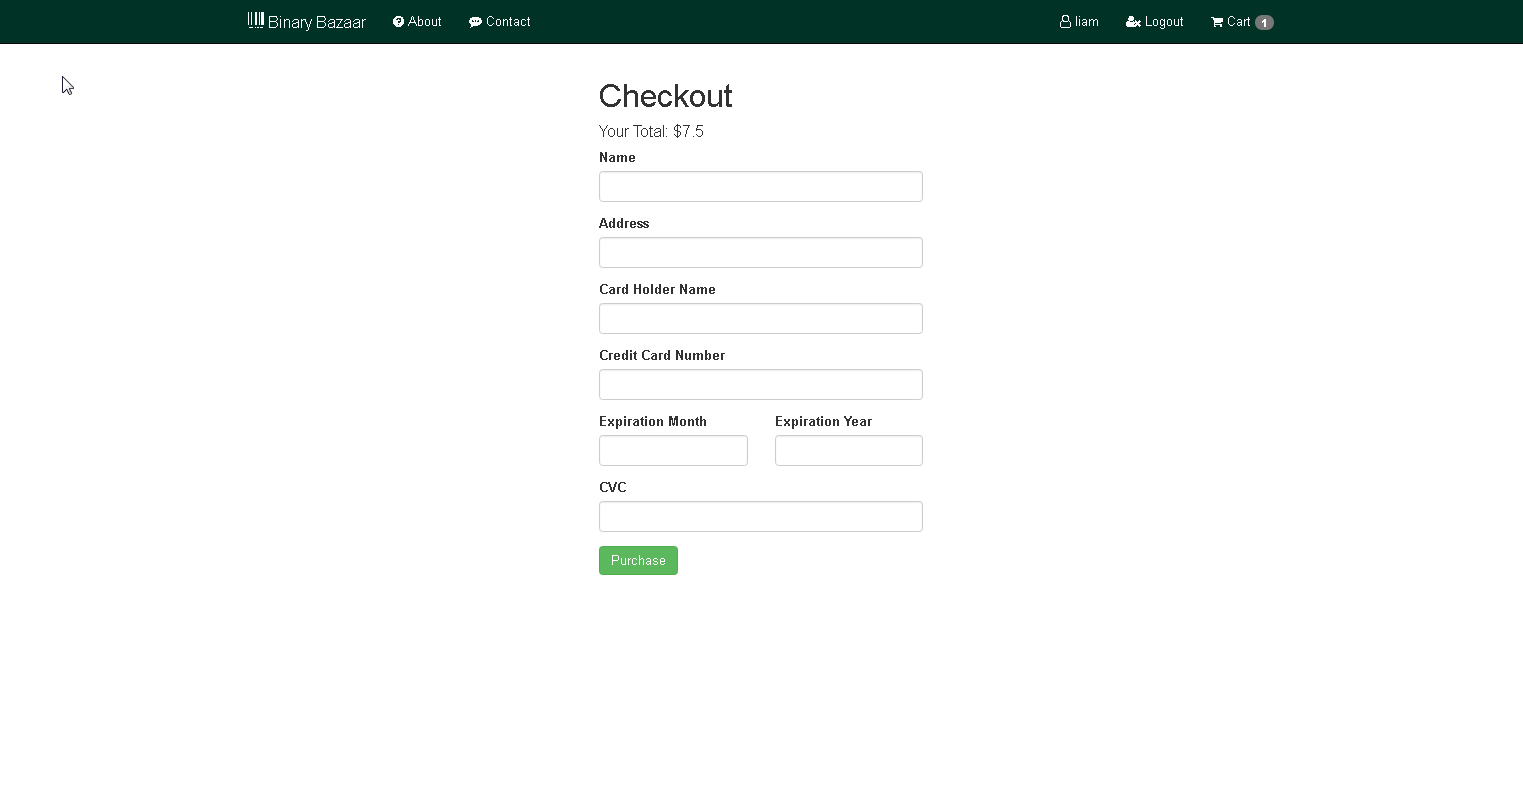 Binary Bazaar About Contact liam Logout Cart 1
Checkout
Your Total: $7.5
Name
Address
Card Holder Name
Credit Card Number
Expiration Month Expiration Year
CVC
Purchase